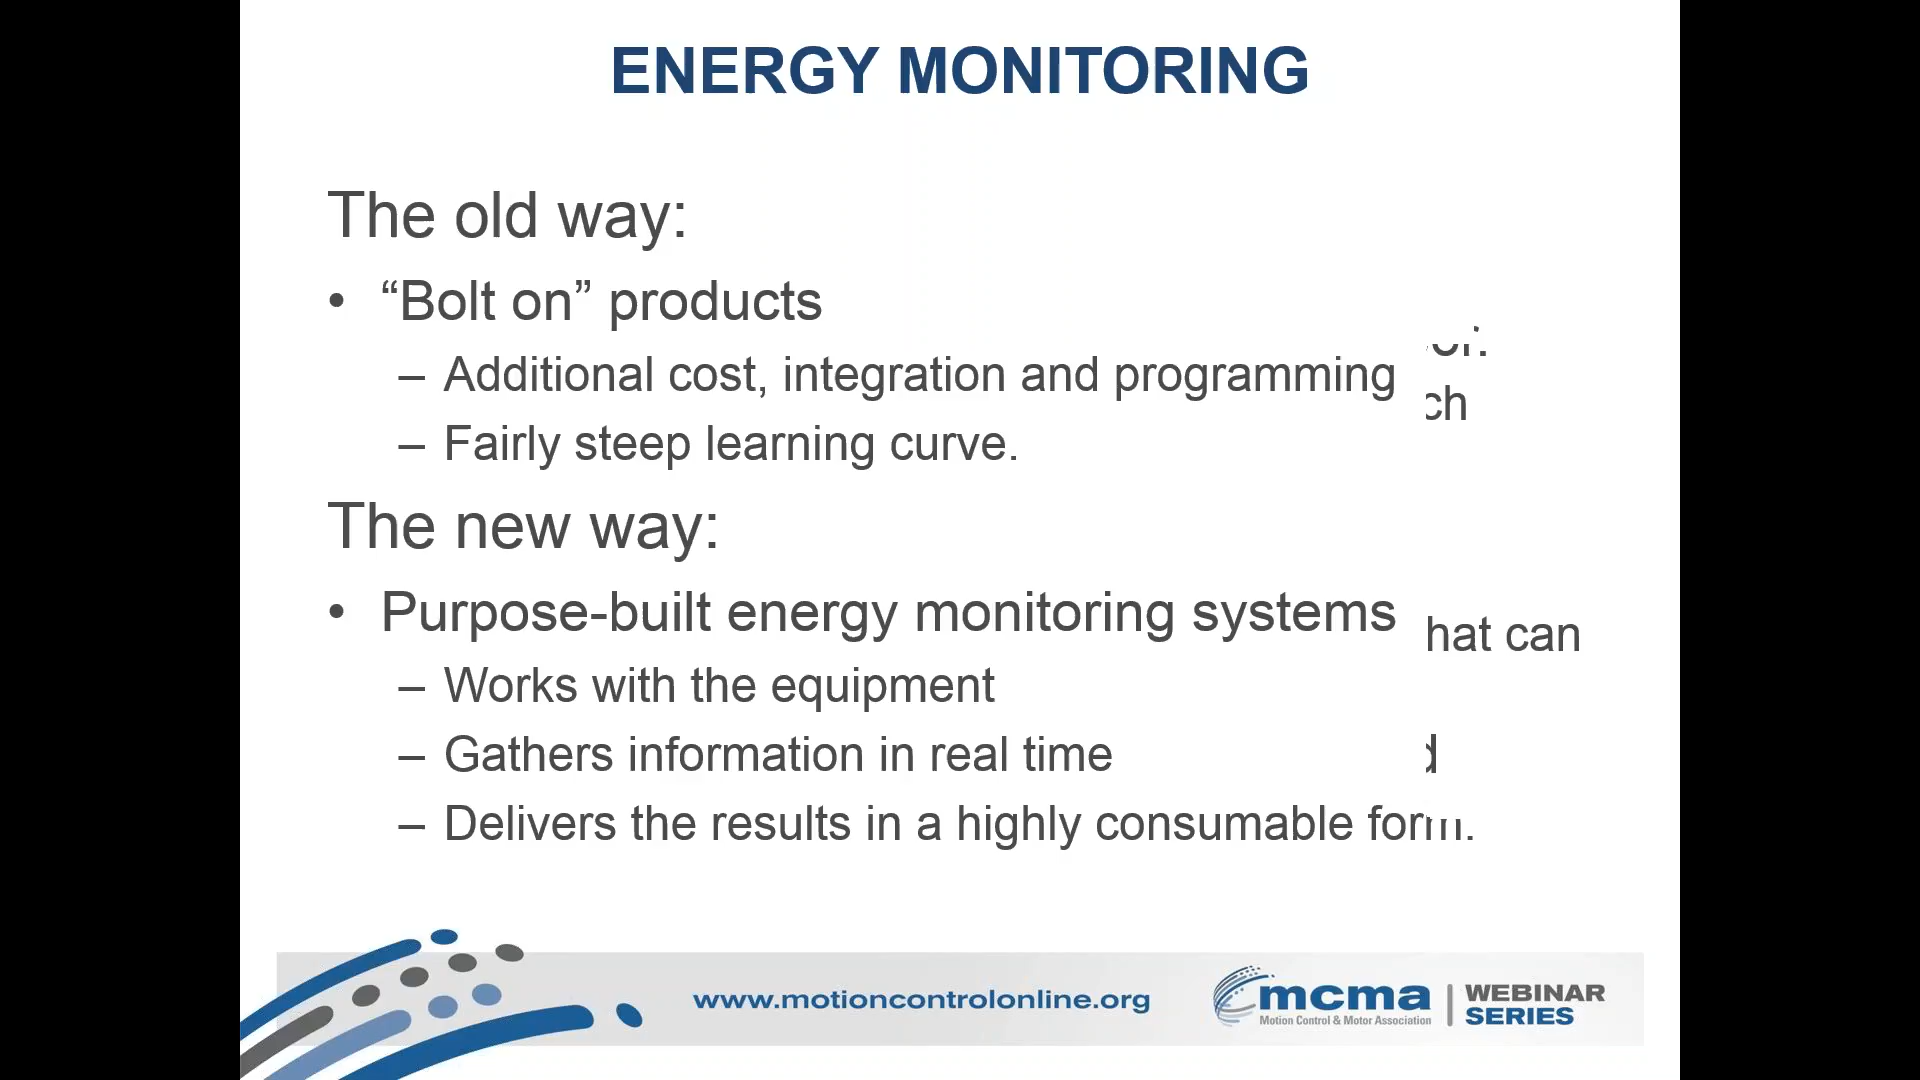 ENERGY MONITORING
The old way:
• “Bolt on” products
– Additional cost, integration and programming
ch
– Fairly steep learning curve.
The new way:
• Purpose-built energy monitoring systems
hat can
– Works with the equipment
– Gathers information in real time
– Delivers the results in a highly consumable form.
www.motioncontrolonline.org
mcma
Motion Control & Motor Association
WEBINAR
SERIES